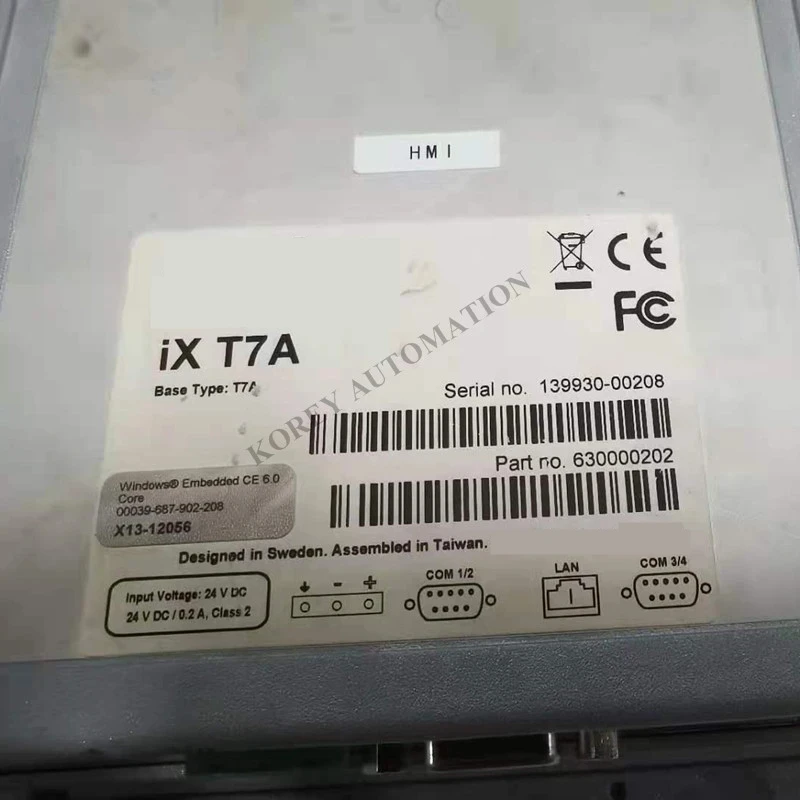 HMI
CE
FC
iX T7A
Base Type: T7A
Serial no. 139930-00208
KOREY AUTOMATION
Part no. 630000202
Windows® Embedded CE 6.0
Core
00039-687-902-208
X13-12056
Designed in Sweden. Assembled in Taiwan.
Input Voltage: 24 V DC
24 V DC / 0.2 A, Class 2
- +
COM 1/2
LAN
COM 3/4